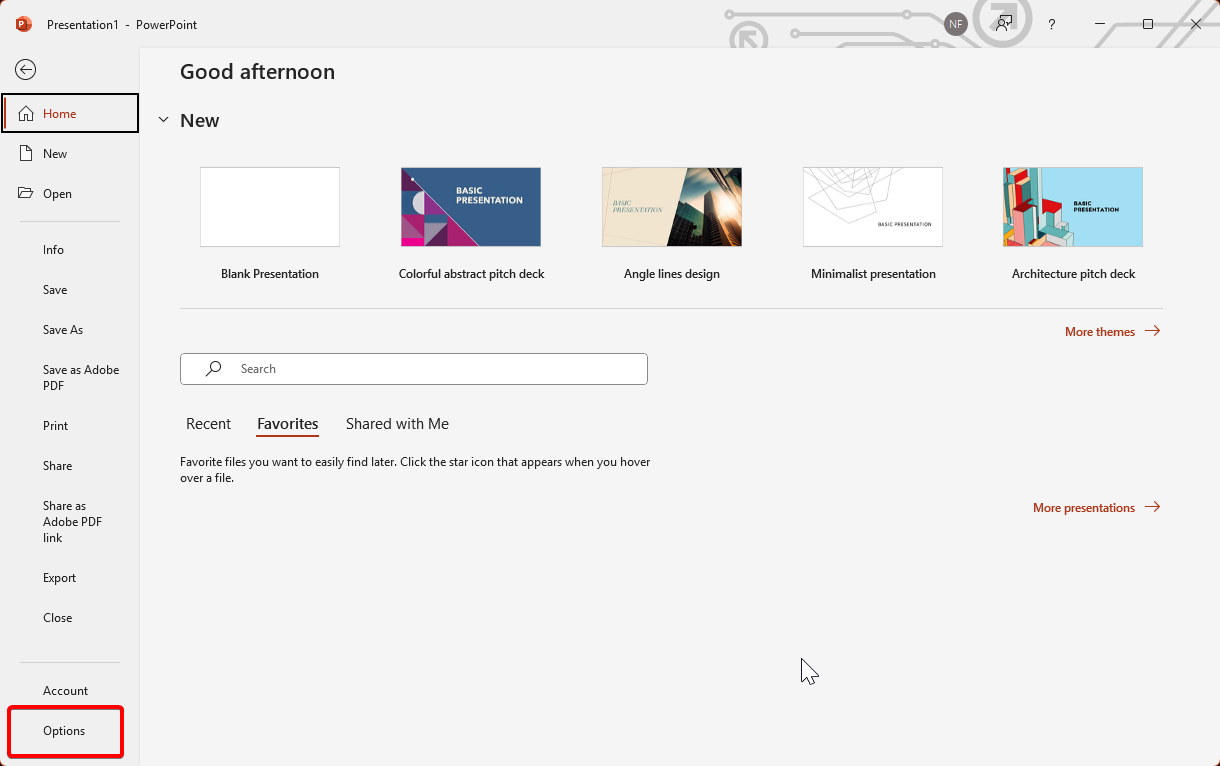 Presentation1 - PowerPoint
NF
?
Good afternoon
Home
New
Open
Info
Save
Save As
Save as Adobe
PDF
Print
Share
Share as
Adobe PDF
link
Export
Close
Account
Options
New
BASIC
PRESENTATION
BASIC
PRESENTATION
BASIC PRESENTATION
BASIC
PRESENTATION
Blank Presentation
Colorful abstract pitch deck
Angle lines design
Minimalist presentation
Architecture pitch deck
More themes
Search
Recent Favorites Shared with Me
Favorite files you want to easily find later. Click the star icon that appears when you hover
over a file.
More presentations